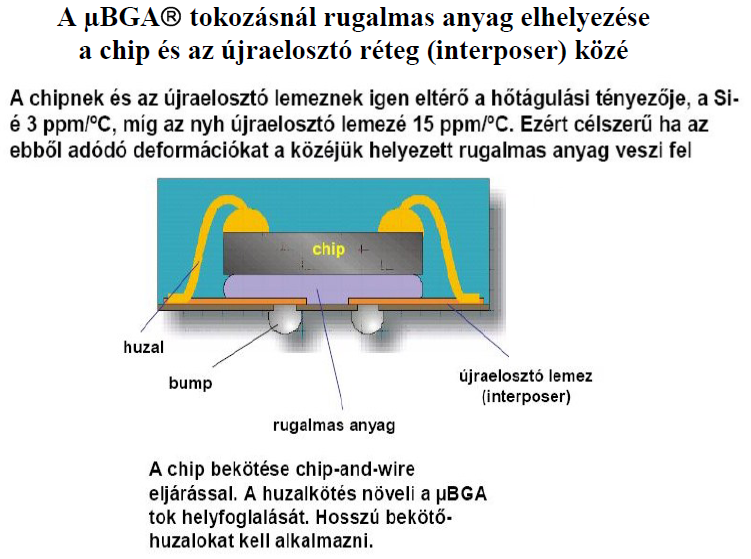 A μBGA® tokozásnál rugalmas anyag elhelyezése
a chip és az újraelosztó réteg (interposer) közé
A chipnek és az újraelosztó lemeznek igen eltérő a hőtágulási tényezője, a Si-
é 3 ppm/ºC, míg az nyh újraelosztó lemezé 15 ppm/ºC. Ezért célszerű ha az
ebből adódó deformációkat a közéjük helyezett rugalmas anyag veszi fel
chip
huzal
bump
újraelosztó lemez
(interposer)
rugalmas anyag
A chip bekötése chip-and-wire
eljárással. A huzalkötés növeli a μBGA
tok helyfoglalását. Hosszú bekötő-
huzalokat kell alkalmazni.